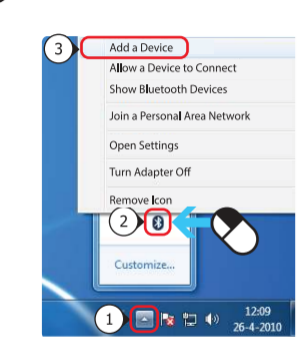 3
Add a Device
Allow a Device to Connect
Show Bluetooth Devices
Join a Personal Area Network
Open Settings
Turn Adapter Off
Remove Icon
2
Customize...
1
12:09
26-4-2010